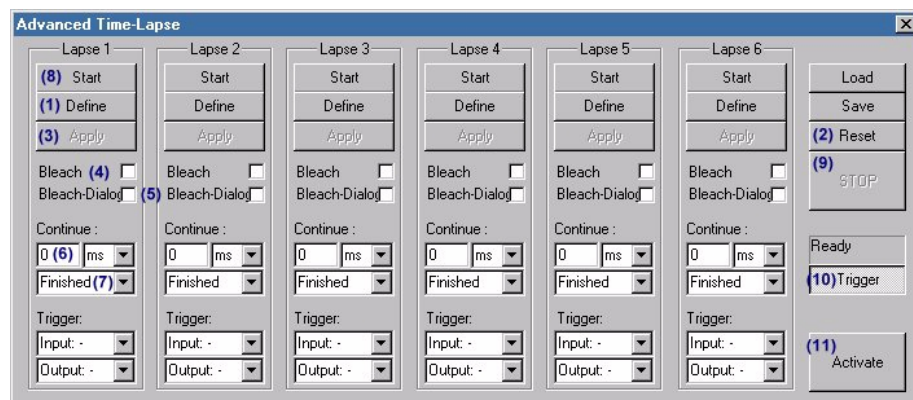 Advanced Time-Lapse
Lapse 1 Lapse 2 Lapse 3 Lapse 4 Lapse 5 Lapse 6
(8) Start Start Start Start Start Start Load
(1) Define Define Define Define Define Define Save
(3) Apply Apply Apply Apply Apply Apply (2) Reset
Bleach (4) Bleach Bleach Bleach Bleach Bleach (9)
STOP
Bleach-Dialog (5) Bleach-Dialog Bleach-Dialog Bleach-Dialog Bleach-Dialog Bleach-Dialog
Continue : Continue : Continue : Continue : Continue : Continue :
0 (6) ms 0 ms 0 ms 0 ms 0 ms 0 ms Ready
Finished (7) Finished Finished Finished Finished Finished (10) Trigger
Trigger: Trigger: Trigger: Trigger: Trigger: Trigger:
Input: - Input: - Input: - Input: - Input: - Input: - (11)
Activate
Output: - Output: - Output: - Output: - Output: - Output: -